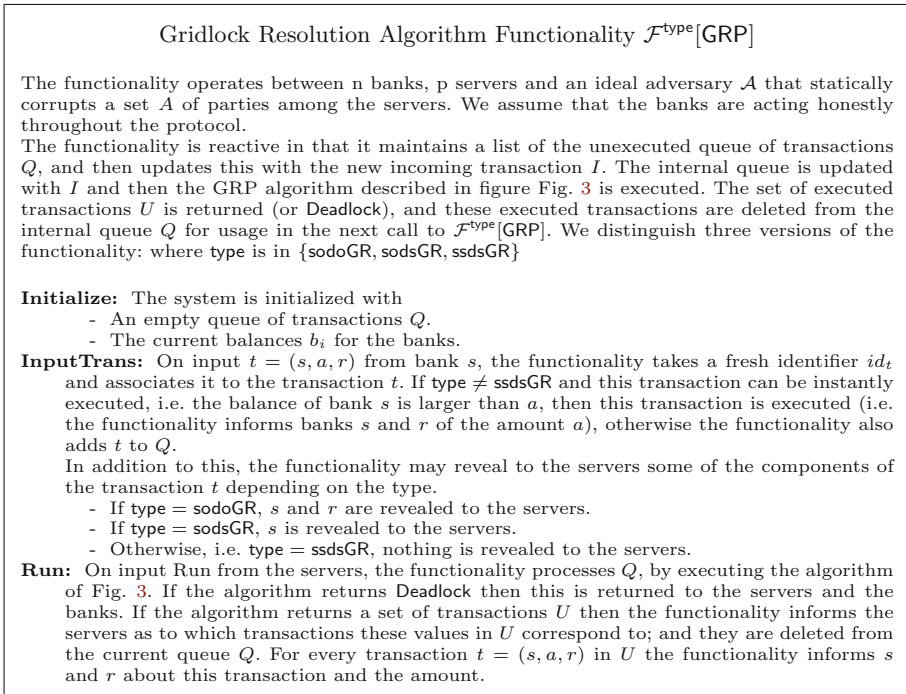 Gridlock Resolution Algorithm Functionality 𝓕^type[GRP]
The functionality operates between n banks, p servers and an ideal adversary 𝒜 that statically
corrupts a set A of parties among the servers. We assume that the banks are acting honestly
throughout the protocol.
The functionality is reactive in that it maintains a list of the unexecuted queue of transactions
Q, and then updates this with the new incoming transaction I. The internal queue is updated
with I and then the GRP algorithm described in figure Fig. 3 is executed. The set of executed
transactions U is returned (or Deadlock), and these executed transactions are deleted from the
internal queue Q for usage in the next call to 𝓕^type[GRP]. We distinguish three versions of the
functionality: where type is in {sodoGR, sodsGR, ssdsGR}
Initialize: The system is initialized with
- An empty queue of transactions Q.
- The current balances b_i for the banks.
InputTrans: On input t = (s, a, r) from bank s, the functionality takes a fresh identifier id_t
and associates it to the transaction t. If type ≠ ssdsGR and this transaction can be instantly
executed, i.e. the balance of bank s is larger than a, then this transaction is executed (i.e.
the functionality informs banks s and r of the amount a), otherwise the functionality also
adds t to Q.
In addition to this, the functionality may reveal to the servers some of the components of
the transaction t depending on the type.
- If type = sodoGR, s and r are revealed to the servers.
- If type = sodsGR, s is revealed to the servers.
- Otherwise, i.e. type = ssdsGR, nothing is revealed to the servers.
Run: On input Run from the servers, the functionality processes Q, by executing the algorithm
of Fig. 3. If the algorithm returns Deadlock then this is returned to the servers and the
banks. If the algorithm returns a set of transactions U then the functionality informs the
servers as to which transactions these values in U correspond to; and they are deleted from
the current queue Q. For every transaction t = (s, a, r) in U the functionality informs s
and r about this transaction and the amount.